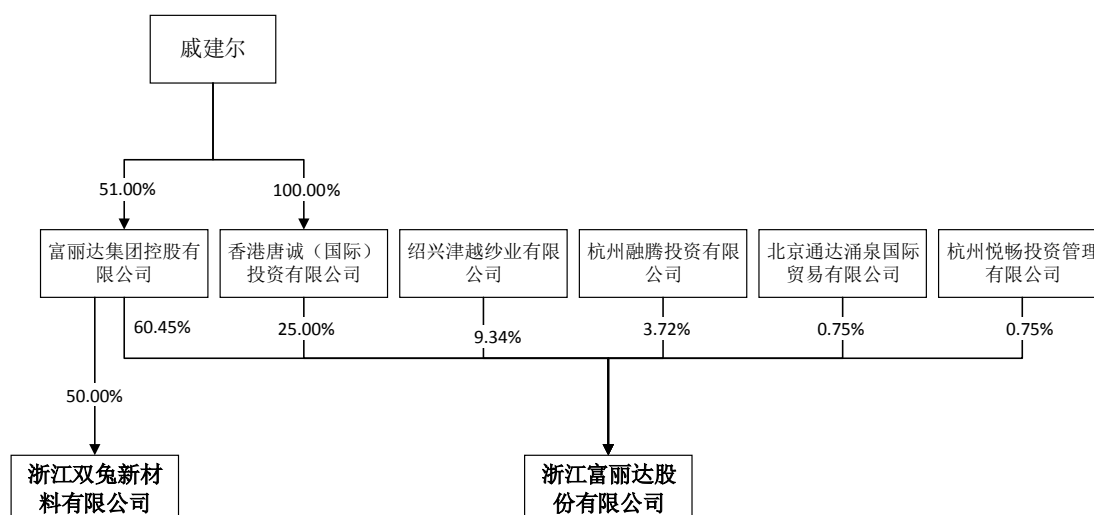 戚建尔
51.00%
100.00%
富丽达集团控股有
限公司
香港唐诚（国际）
投资有限公司
绍兴津越纱业有限
公司
杭州融腾投资有限
公司
北京通达涌泉国际
贸易有限公司
杭州悦畅投资管理
有限公司
60.45%
25.00%
9.34%
3.72%
0.75%
0.75%
50.00%
浙江双兔新材
料有限公司
浙江富丽达股
份有限公司